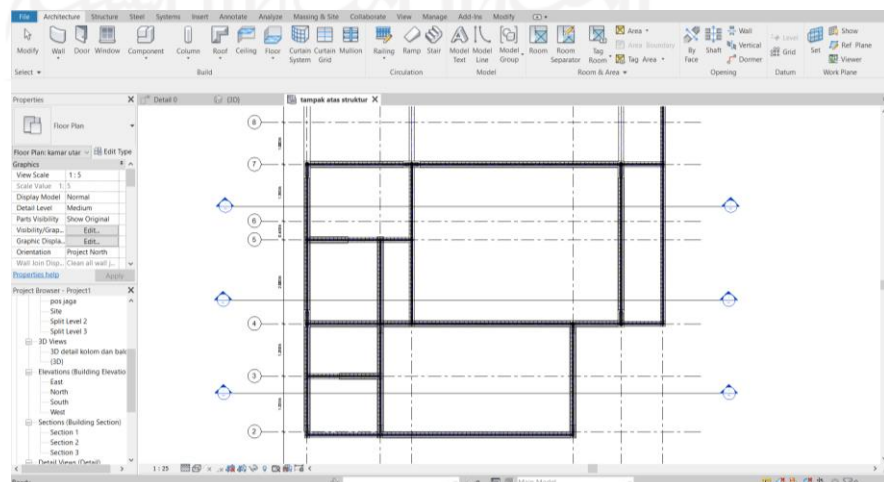 File Architecture Structure Steel Systems Insert Annotate Analyze Massing & Site Collaborate View Manage Add-Ins Modify
Modify Wall Door Window Component Column Roof Ceiling Floor Curtain System Curtain Grid Mullion Railing Ramp Stair Model Text Model Line Model Group Room Room Separator Tag Room Area Area Boundary Tag Area By Face Shaft Wall Vertical Dormer Level Grid Set Show Ref Plane Viewer
Select Build Circulation Model Room & Area Opening Datum Work Plane
Properties Detail 0 (3D) tampak atas struktur
Floor Plan
Floor Plan: kamar utar Edit Type
Graphics
View Scale 1 : 5
Scale Value 1: 5
Display Model Normal
Detail Level Medium
Parts Visibility Show Original
Visibility/Grap... Edit...
Graphic Displa... Edit...
Orientation Project North
Wall Join Disp... Clean all wall j...
Properties help Apply
Project Browser - Project1
pos jaga
Site
Split Level 2
Split Level 3
3D Views
3D detail kolom dan bal
(3D)
Elevations (Building Elevatio
East
North
South
West
Sections (Building Section)
Section 1
Section 2
Section 3
Detail Views (Detail)
8
7
6
5
4
3
2
1 : 25
Ready
Main Model